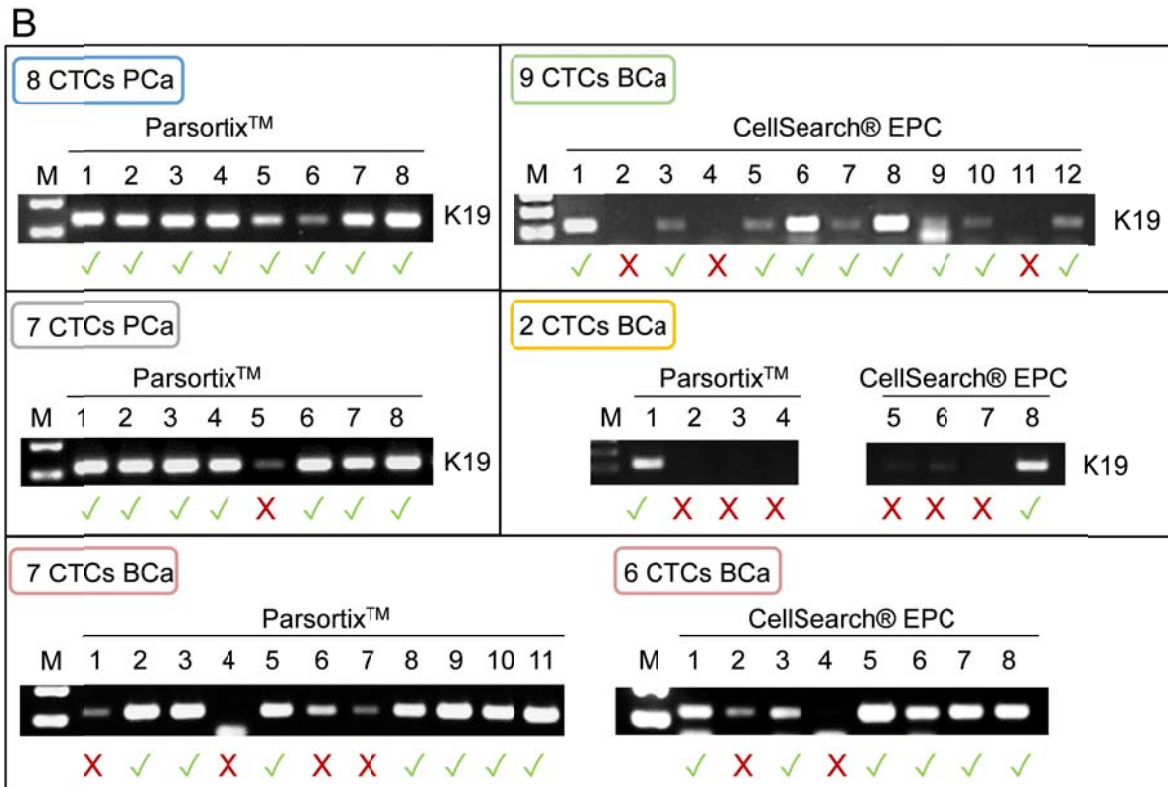 B
8 CTCs PCa
Parsortix™
M 1 2 3 4 5 6 7 8
K19
✓ ✓ ✓ ✓ ✓ ✓ ✓ ✓
9 CTCs BCa
CellSearch® EPC
M 1 2 3 4 5 6 7 8 9 10 11 12
K19
✓ X ✓ X ✓ ✓ ✓ ✓ ✓ ✓ X ✓
7 CTCs PCa
Parsortix™
M 1 2 3 4 5 6 7 8
K19
✓ ✓ ✓ ✓ X ✓ ✓ ✓
2 CTCs BCa
Parsortix™ CellSearch® EPC
M 1 2 3 4 5 6 7 8
K19
✓ X X X X X X ✓
7 CTCs BCa
Parsortix™
M 1 2 3 4 5 6 7 8 9 10 11
X ✓ ✓ X ✓ X X ✓ ✓ ✓ ✓
6 CTCs BCa
CellSearch® EPC
M 1 2 3 4 5 6 7 8
✓ X ✓ X ✓ ✓ ✓ ✓